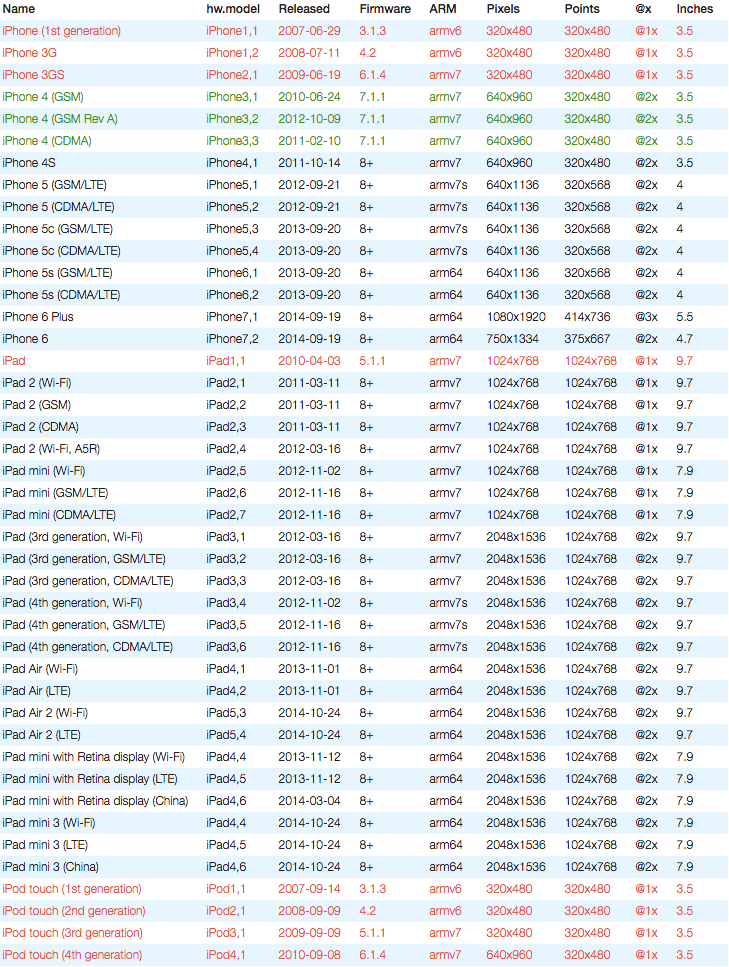 Name hw.model Released Firmware ARM Pixels Points @x Inches
iPhone (1st generation) iPhone1,1 2007-06-29 3.1.3 armv6 320x480 320x480 @1x 3.5
iPhone 3G iPhone1,2 2008-07-11 4.2 armv6 320x480 320x480 @1x 3.5
iPhone 3GS iPhone2,1 2009-06-19 6.1.4 armv7 320x480 320x480 @1x 3.5
iPhone 4 (GSM) iPhone3,1 2010-06-24 7.1.1 armv7 640x960 320x480 @2x 3.5
iPhone 4 (GSM Rev A) iPhone3,2 2012-10-09 7.1.1 armv7 640x960 320x480 @2x 3.5
iPhone 4 (CDMA) iPhone3,3 2011-02-10 7.1.1 armv7 640x960 320x480 @2x 3.5
iPhone 4S iPhone4,1 2011-10-14 8+ armv7 640x960 320x480 @2x 3.5
iPhone 5 (GSM/LTE) iPhone5,1 2012-09-21 8+ armv7s 640x1136 320x568 @2x 4
iPhone 5 (CDMA/LTE) iPhone5,2 2012-09-21 8+ armv7s 640x1136 320x568 @2x 4
iPhone 5c (GSM/LTE) iPhone5,3 2013-09-20 8+ armv7s 640x1136 320x568 @2x 4
iPhone 5c (CDMA/LTE) iPhone5,4 2013-09-20 8+ armv7s 640x1136 320x568 @2x 4
iPhone 5s (GSM/LTE) iPhone6,1 2013-09-20 8+ arm64 640x1136 320x568 @2x 4
iPhone 5s (CDMA/LTE) iPhone6,2 2013-09-20 8+ arm64 640x1136 320x568 @2x 4
iPhone 6 Plus iPhone7,1 2014-09-19 8+ arm64 1080x1920 414x736 @3x 5.5
iPhone 6 iPhone7,2 2014-09-19 8+ arm64 750x1334 375x667 @2x 4.7
iPad iPad1,1 2010-04-03 5.1.1 armv7 1024x768 1024x768 @1x 9.7
iPad 2 (Wi-Fi) iPad2,1 2011-03-11 8+ armv7 1024x768 1024x768 @1x 9.7
iPad 2 (GSM) iPad2,2 2011-03-11 8+ armv7 1024x768 1024x768 @1x 9.7
iPad 2 (CDMA) iPad2,3 2011-03-11 8+ armv7 1024x768 1024x768 @1x 9.7
iPad 2 (Wi-Fi, A5R) iPad2,4 2012-03-16 8+ armv7 1024x768 1024x768 @1x 9.7
iPad mini (Wi-Fi) iPad2,5 2012-11-02 8+ armv7 1024x768 1024x768 @1x 7.9
iPad mini (GSM/LTE) iPad2,6 2012-11-16 8+ armv7 1024x768 1024x768 @1x 7.9
iPad mini (CDMA/LTE) iPad2,7 2012-11-16 8+ armv7 1024x768 1024x768 @1x 7.9
iPad (3rd generation, Wi-Fi) iPad3,1 2012-03-16 8+ armv7 2048x1536 1024x768 @2x 9.7
iPad (3rd generation, GSM/LTE) iPad3,2 2012-03-16 8+ armv7 2048x1536 1024x768 @2x 9.7
iPad (3rd generation, CDMA/LTE) iPad3,3 2012-03-16 8+ armv7 2048x1536 1024x768 @2x 9.7
iPad (4th generation, Wi-Fi) iPad3,4 2012-11-02 8+ armv7s 2048x1536 1024x768 @2x 9.7
iPad (4th generation, GSM/LTE) iPad3,5 2012-11-16 8+ armv7s 2048x1536 1024x768 @2x 9.7
iPad (4th generation, CDMA/LTE) iPad3,6 2012-11-16 8+ armv7s 2048x1536 1024x768 @2x 9.7
iPad Air (Wi-Fi) iPad4,1 2013-11-01 8+ arm64 2048x1536 1024x768 @2x 9.7
iPad Air (LTE) iPad4,2 2013-11-01 8+ arm64 2048x1536 1024x768 @2x 9.7
iPad Air 2 (Wi-Fi) iPad5,3 2014-10-24 8+ arm64 2048x1536 1024x768 @2x 9.7
iPad Air 2 (LTE) iPad5,4 2014-10-24 8+ arm64 2048x1536 1024x768 @2x 9.7
iPad mini with Retina display (Wi-Fi) iPad4,4 2013-11-12 8+ arm64 2048x1536 1024x768 @2x 7.9
iPad mini with Retina display (LTE) iPad4,5 2013-11-12 8+ arm64 2048x1536 1024x768 @2x 7.9
iPad mini with Retina display (China) iPad4,6 2014-03-04 8+ arm64 2048x1536 1024x768 @2x 7.9
iPad mini 3 (Wi-Fi) iPad4,4 2014-10-24 8+ arm64 2048x1536 1024x768 @2x 7.9
iPad mini 3 (LTE) iPad4,5 2014-10-24 8+ arm64 2048x1536 1024x768 @2x 7.9
iPad mini 3 (China) iPad4,6 2014-10-24 8+ arm64 2048x1536 1024x768 @2x 7.9
iPod touch (1st generation) iPod1,1 2007-09-14 3.1.3 armv6 320x480 320x480 @1x 3.5
iPod touch (2nd generation) iPod2,1 2008-09-09 4.2 armv6 320x480 320x480 @1x 3.5
iPod touch (3rd generation) iPod3,1 2009-09-09 5.1.1 armv7 320x480 320x480 @1x 3.5
iPod touch (4th generation) iPod4,1 2010-09-08 6.1.4 armv7 640x960 320x480 @1x 3.5